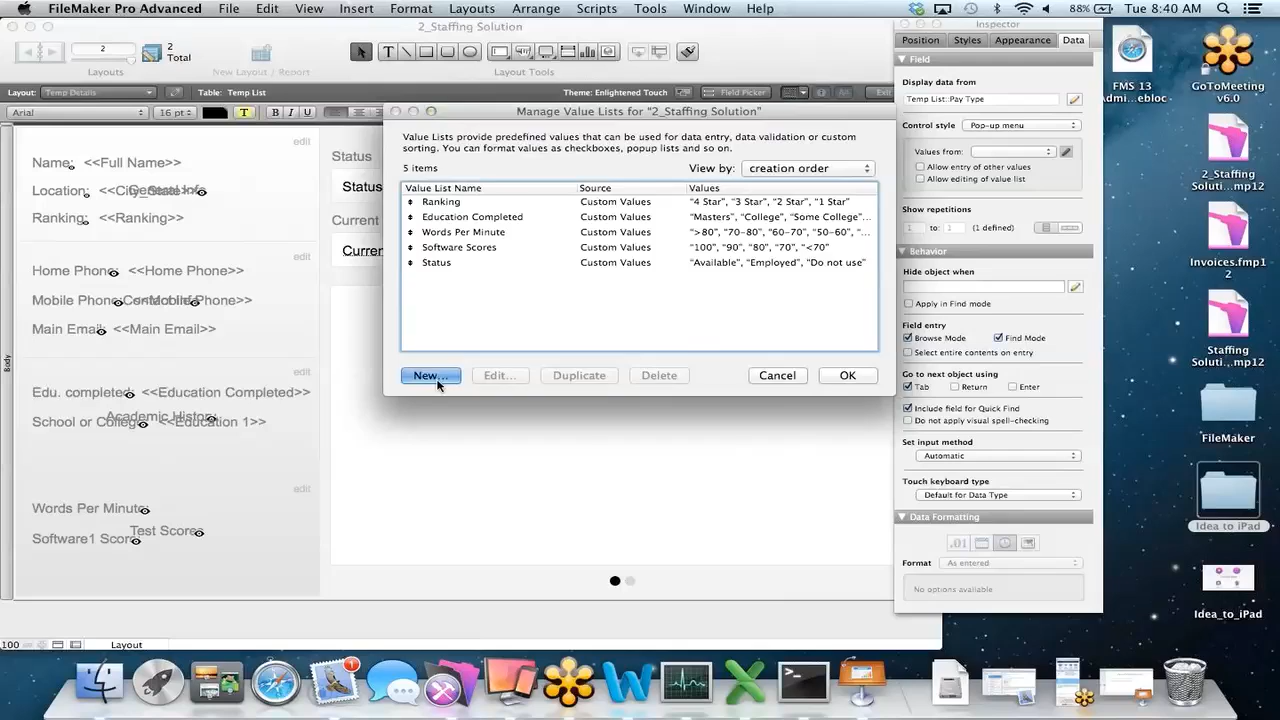 FileMaker Pro Advanced File Edit View Insert Format Layouts Arrange Scripts Tools Window Help 88% Tue 8:40 AM
2_Staffing Solution
2
2
Total
Layouts
New Layout / Report
Layout Tools
Layout: Temp Details
Table: Temp List
Theme: Enlightened Touch
Field Picker
Exit
Arial
16 pt
T
B I U
edit
Name: <<Full Name>>
Location:
Ranking: <<Ranking>>
edit
Home Phone <<Home Phone>>
Mobile Phone
Main Email: <<Main Email>>
edit
Edu. completed <<Education Completed>>
Academic History
School or College <<Education 1>>
edit
Words Per Minute
Test Scores
Software1 Score
Body
Status
Status
Current
Curren
100
Layout
Manage Value Lists for "2_Staffing Solution"
Value Lists provide predefined values that can be used for data entry, data validation or custom
sorting. You can format values as checkboxes, popup lists and so on.
5 items
View by: creation order
Value List Name Source Values
Ranking Custom Values "4 Star", "3 Star", "2 Star", "1 Star"
Education Completed Custom Values "Masters", "College", "Some College"...
Words Per Minute Custom Values ">80", "70-80", "60-70", "50-60", "...
Software Scores Custom Values "100", "90", "80", "70", "<70"
Status Custom Values "Available", "Employed", "Do not use"
New... Edit... Duplicate Delete Cancel OK
Inspector
Position Styles Appearance Data
Field
Display data from
Temp List::Pay Type
Control style Pop-up menu
Values from:
Allow entry of other values
Allow editing of value list
Show repetitions
1 to: 1 (1 defined)
Behavior
Hide object when
Apply in Find mode
Field entry
Browse Mode Find Mode
Select entire contents on entry
Go to next object using
Tab Return Enter
Include field for Quick Find
Do not apply visual spell-checking
Set input method
Automatic
Touch keyboard type
Default for Data Type
Data Formatting
.01
Format As entered
No options available
FMS 13
Admi...ebloc
GoToMeeting
v6.0
2_Staffing
Soluti...mp12
Invoices.fmp1
2
Staffing
Soluti...mp12
FileMaker
Idea to iPad
Idea_to_iPad
1